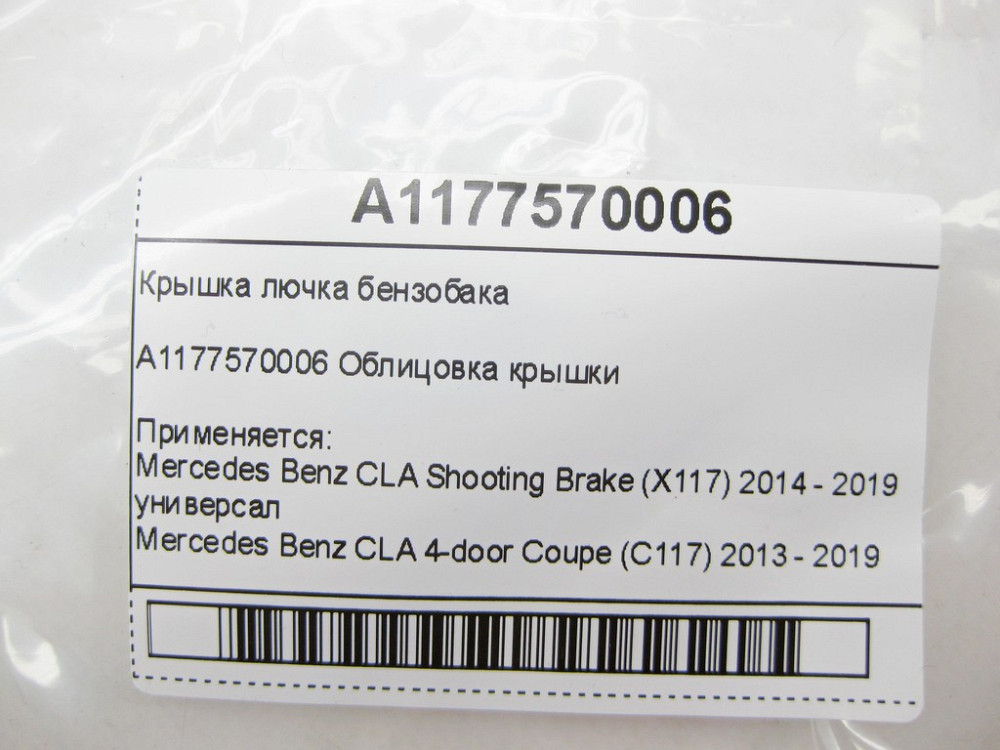 A1177570006
Крышка лючка бензобака
A1177570006 Облицовка крышки
Применяется:
Mercedes Benz CLA Shooting Brake (X117) 2014 - 2019
универсал
Mercedes Benz CLA 4-door Coupe (C117) 2013 - 2019